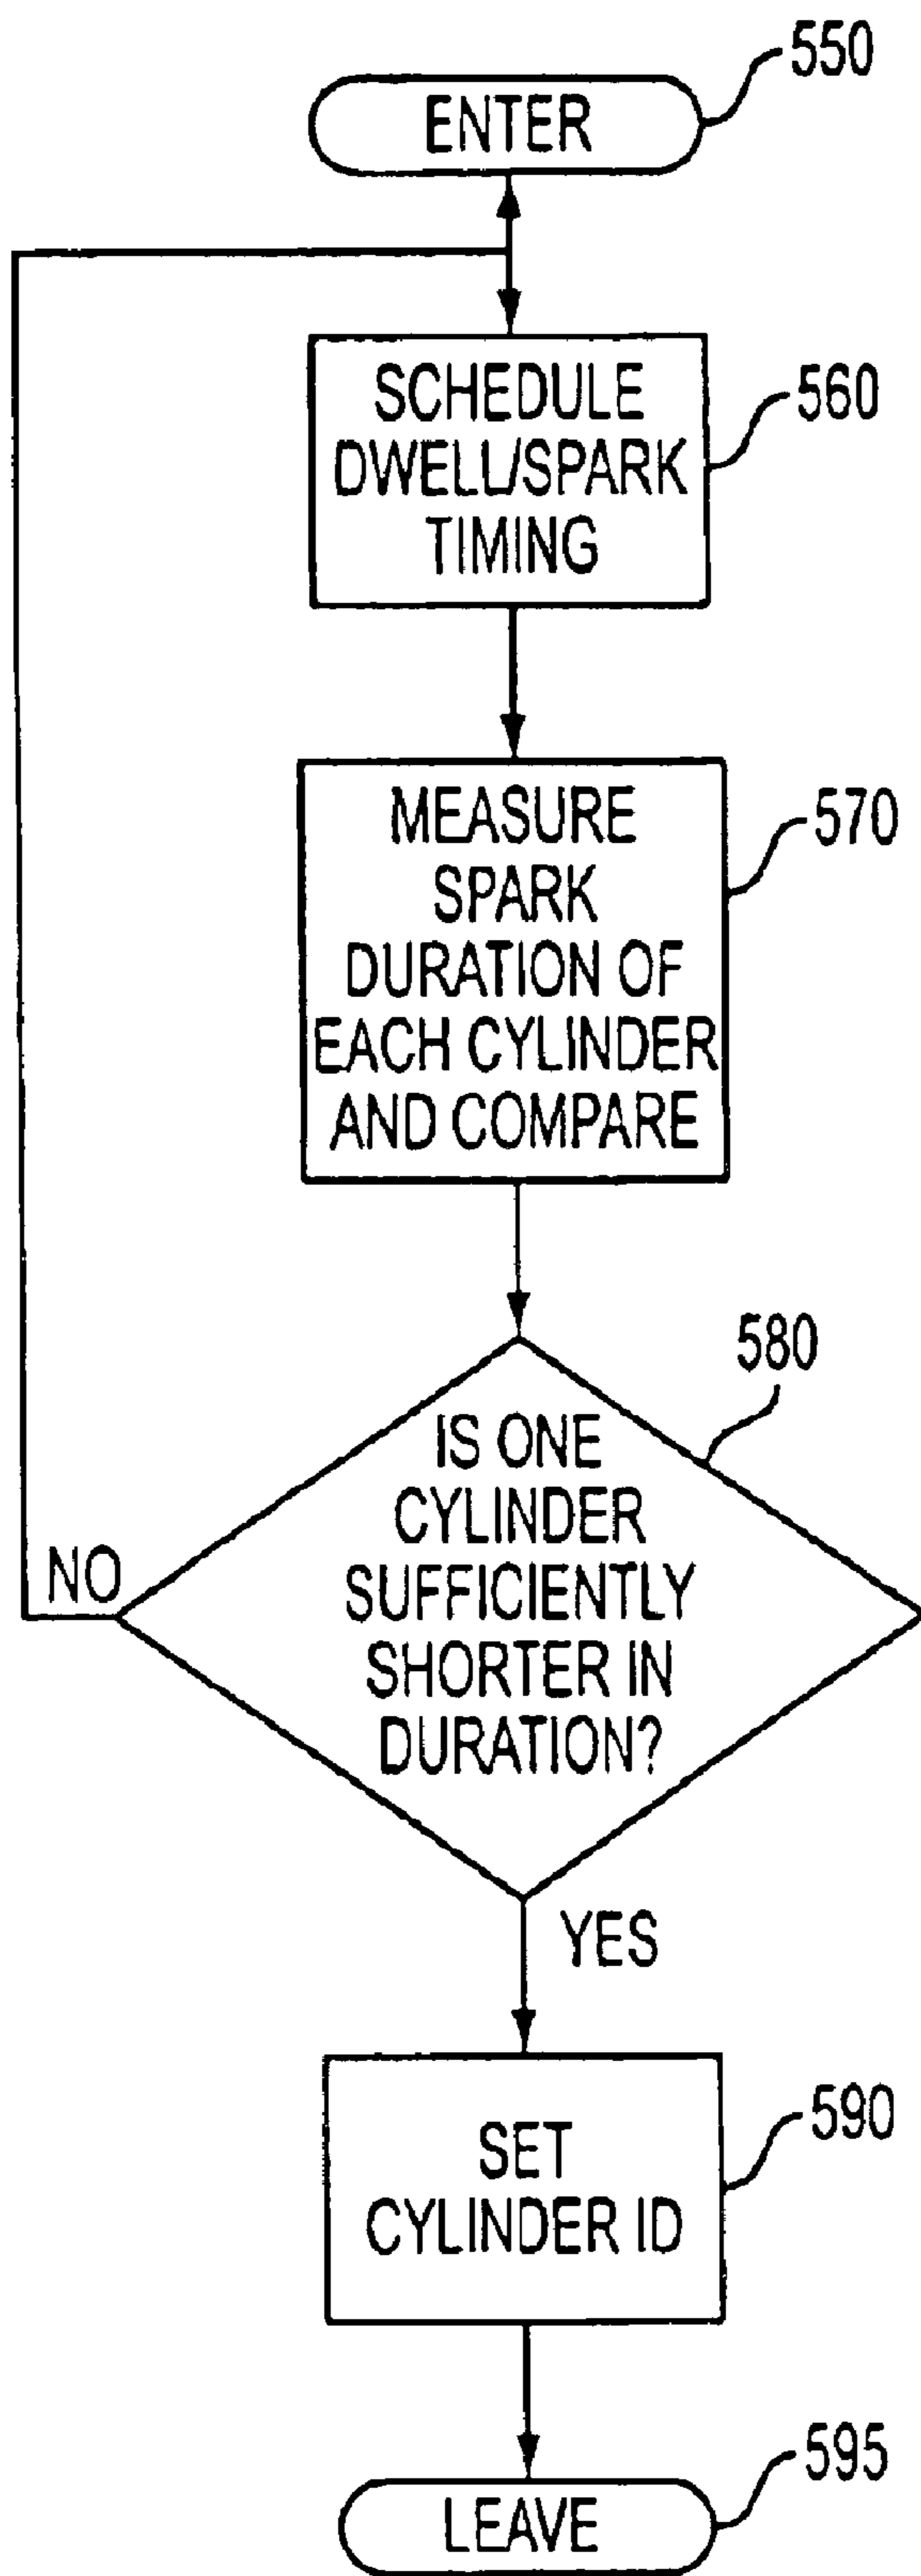 550
ENTER
SCHEDULE
DWELL/SPARK
TIMING
560
MEASURE
SPARK
DURATION OF
EACH CYLINDER
AND COMPARE
570
580
IS ONE
CYLINDER
SUFFICIENTLY
SHORTER IN
DURATION?
NO
YES
SET
CYLINDER ID
590
LEAVE
595